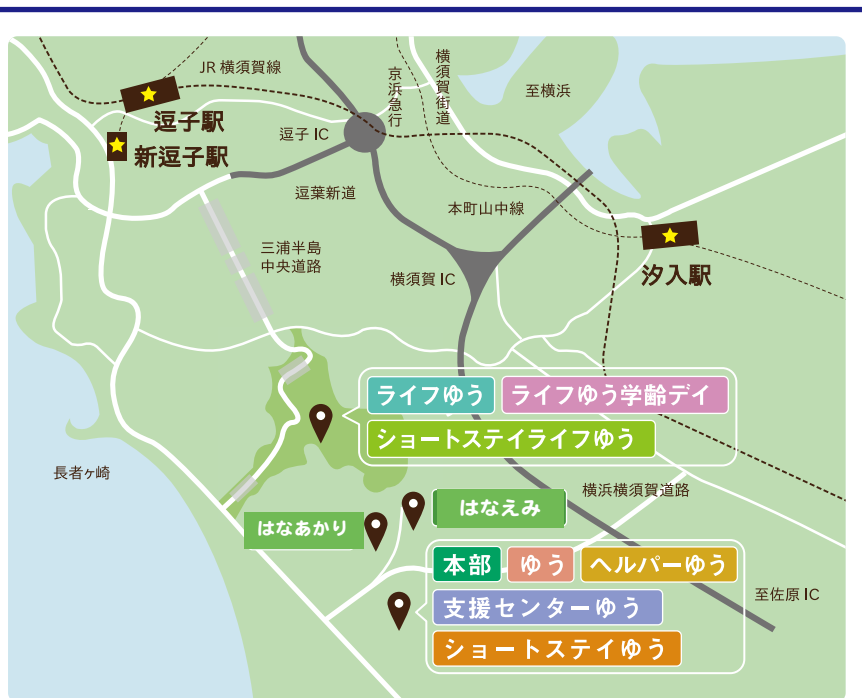 JR 横須賀線
京浜急行
横須賀街道
至横浜
逗子駅
新逗子駅
逗子 IC
逗葉新道
本町山中線
三浦半島
中央道路
横須賀 IC
汐入駅
ライフゆう
ライフゆう学齢デイ
ショートステイライフゆう
長者ヶ崎
横浜横須賀道路
はなえみ
はなあかり
本部
ゆう
ヘルパーゆう
至佐原 IC
支援センターゆう
ショートステイゆう